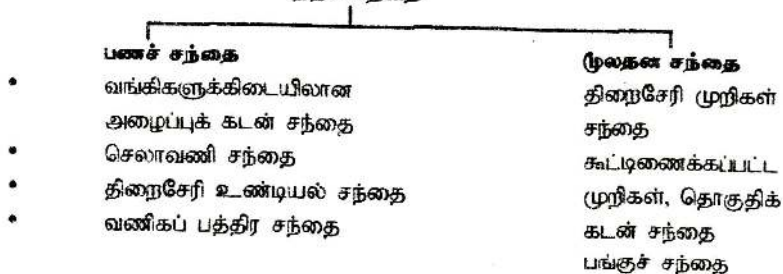 பணச் சந்தை
வங்கிகளுக்கிடையிலான
அழைப்புக் கடன் சந்தை
செலாவணி சந்தை
திறைசேரி உண்டியல் சந்தை
வணிகப் பத்திர சந்தை
மூலதன சந்தை
திறைசேரி முறிகள்
சந்தை
கூட்டிணைக்கப்பட்ட
முறிகள், தொகுதிக்
கடன் சந்தை
பங்குச் சந்தை